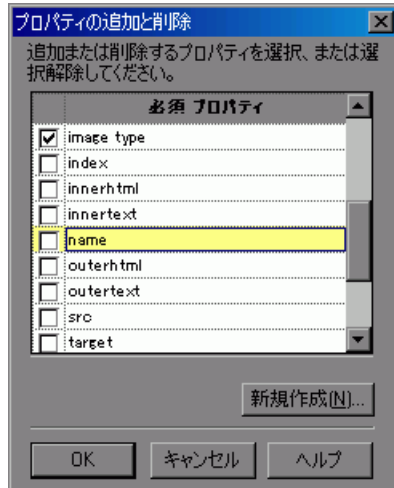 プロパティの追加と削除
追加または削除するプロパティを選択、または選
択解除してください。
必須 プロパティ
image type
index
innerhtml
innertext
name
outerhtml
outertext
src
target
新規作成(N)...
OK キャンセル ヘルプ